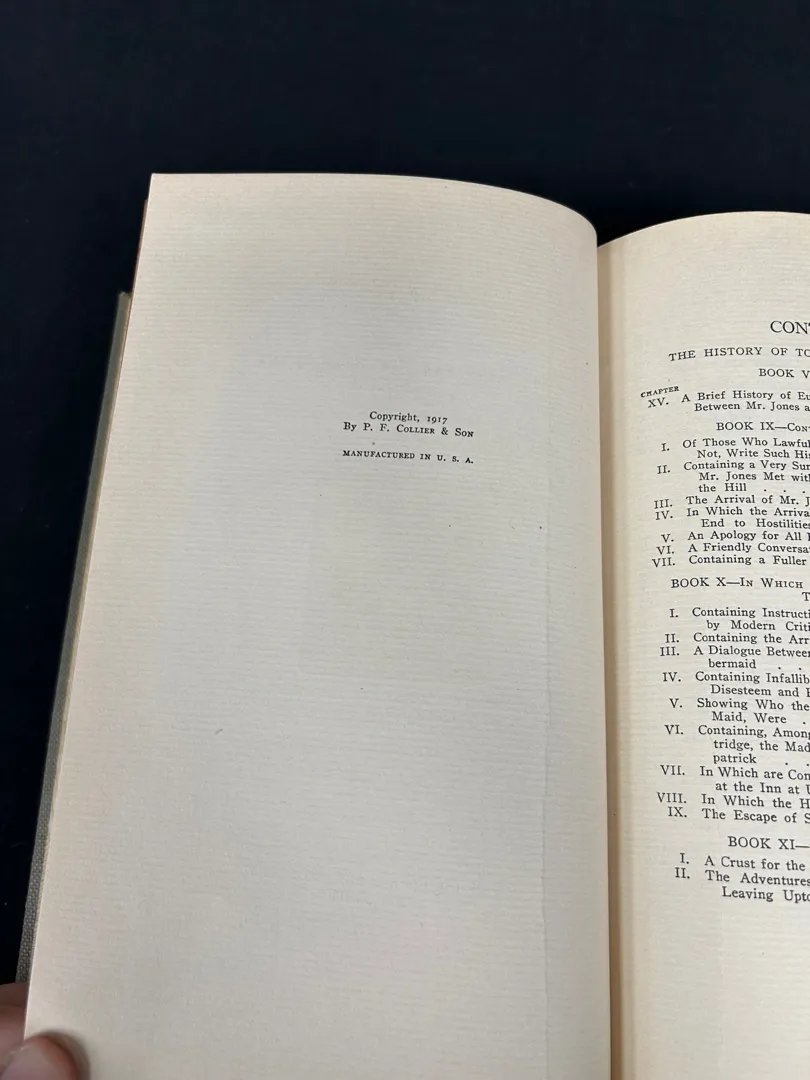 Copyright, 1917
By P. F. Collier & Son
MANUFACTURED IN U. S. A.
THE HISTORY OF
BOOK
CHAPTER
XV. A Brief History of
Between Mr. Jones
BOOK IX—
I. Of Those Who
Not, Write Such
II. Containing a Very
Mr. Jones Met
the Hill . . .
III. The Arrival of Mr.
IV. In Which the
End to Hostilities
V. An Apology for All
VI. A Friendly
VII. Containing a Fuller
BOOK X—In Which
I. Containing
by Modern
II. Containing the
III. A Dialogue Between
bermaid . .
IV. Containing
Disesteem and
V. Showing Who the
Maid, Were .
VI. Containing,
tridge, the
patrick . .
VII. In Which are
at the Inn at
VIII. In Which the
IX. The Escape of
BOOK XI—
I. A Crust for the
II. The Adventures
Leaving